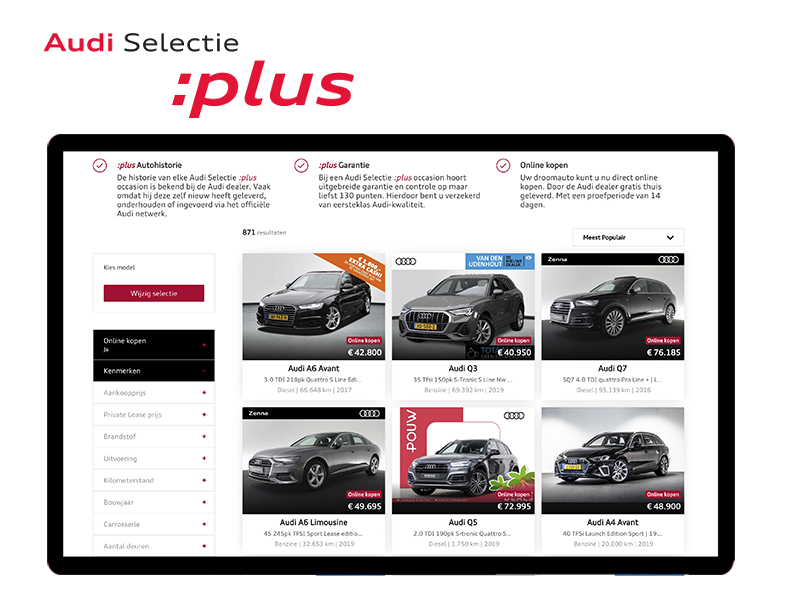 Audi Selectie
:plus
:plus Autohistorie
De historie van elke Audi Selectie :plus
occasion is bekend bij de Audi dealer. Vaak
omdat hij deze zelf nieuw heeft geleverd,
onderhouden of ingevoerd via het officiële
Audi netwerk.
:plus Garantie
Bij een Audi Selectie :plus occasion hoort
uitgebreide garantie en controle op maar
liefst 130 punten. Hierdoor bent u verzekerd
van eersteklas Audi-kwaliteit.
Online kopen
Uw droomauto kunt u nu direct online
kopen. Door de Audi dealer gratis thuis
geleverd. Met een proefperiode van 14
dagen.
871 resultaten
Meest Populair
Kies model
Wijzig selectie
Online kopen
Ja
Kenmerken
Aankoopprijs
Private Lease prijs
Brandstof
Uitvoering
Kilometerstand
Bouwjaar
Carrosserie
Aantal deuren
€ 1.000,-
EXTRA CASH!
Online kopen
€ 42.800
Audi A6 Avant
3.0 TDI 218pk Quattro S Line Edi...
Diesel | 66.648 km | 2017
VAN DEN
UDENHOUT
DE
NIEUWE
DEALER
Online kopen
€ 40.950
Audi Q3
35 Tfsi 150pk S-Tronic S Line Nw ...
Benzine | 69.392 km | 2019
Zenna
Online kopen
€ 76.185
Audi Q7
SQ7 4.0 TDI quattro Pro Line + | L...
Diesel | 95.139 km | 2016
Zenna
Online kopen
€ 49.695
Audi A6 Limousine
45 245pk TFSI Sport Lease editio...
Benzine | 32.653 km | 2019
POUW
Online kopen
€ 72.995
Audi Q5
2.0 TDI 190pk S-tronic Quattro S...
Diesel | 1.750 km | 2019
Online kopen
€ 48.900
Audi A4 Avant
40 TFSi Launch Edition Sport | 19...
Benzine | 20.000 km | 2019